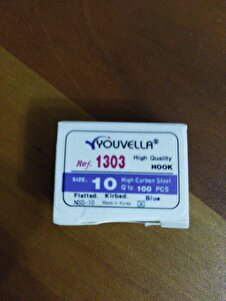 YOUVELLA®
Ref. 1303 High Quality
HOOK
SIZE. 10 High Carbon Steel
Q'ty. 100 PCS
Flatted. Kirbed. Blue
NSS-10 Made in Korea